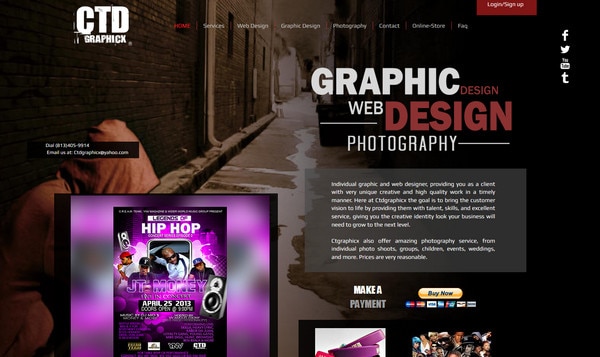 CTD
GRAPHICX
HOME
Services
Web Design
Graphic Design
Photography
Contact
Online-Store
Faq
Login/Sign up
You
Tube
GRAPHIC DESIGN
WEB DESIGN
PHOTOGRAPHY
Dial (813)405-9914
Email us at: Ctdgraphicx@yahoo.com
Individual graphic and web designer, providing you as a client
with very unique creative and high quality work in a timely
manner. Here at Ctdgraphicx the goal is to bring the customer
vision to life by providing them with talent, skills, and excellent
service, giving you the creative identity look your business will
need to grow to the next level.
Ctgraphicx also offer amazing photography service, from
individual photo shoots, groups, children, events, weddings,
and more. Prices are very reasonable.
LEGENDS OF
HIP HOP
JT MONEY
LIVE IN CONCERT
APRIL 25 2013
DOORS OPEN @ 9:00PM
MAKE A
PAYMENT
Buy Now